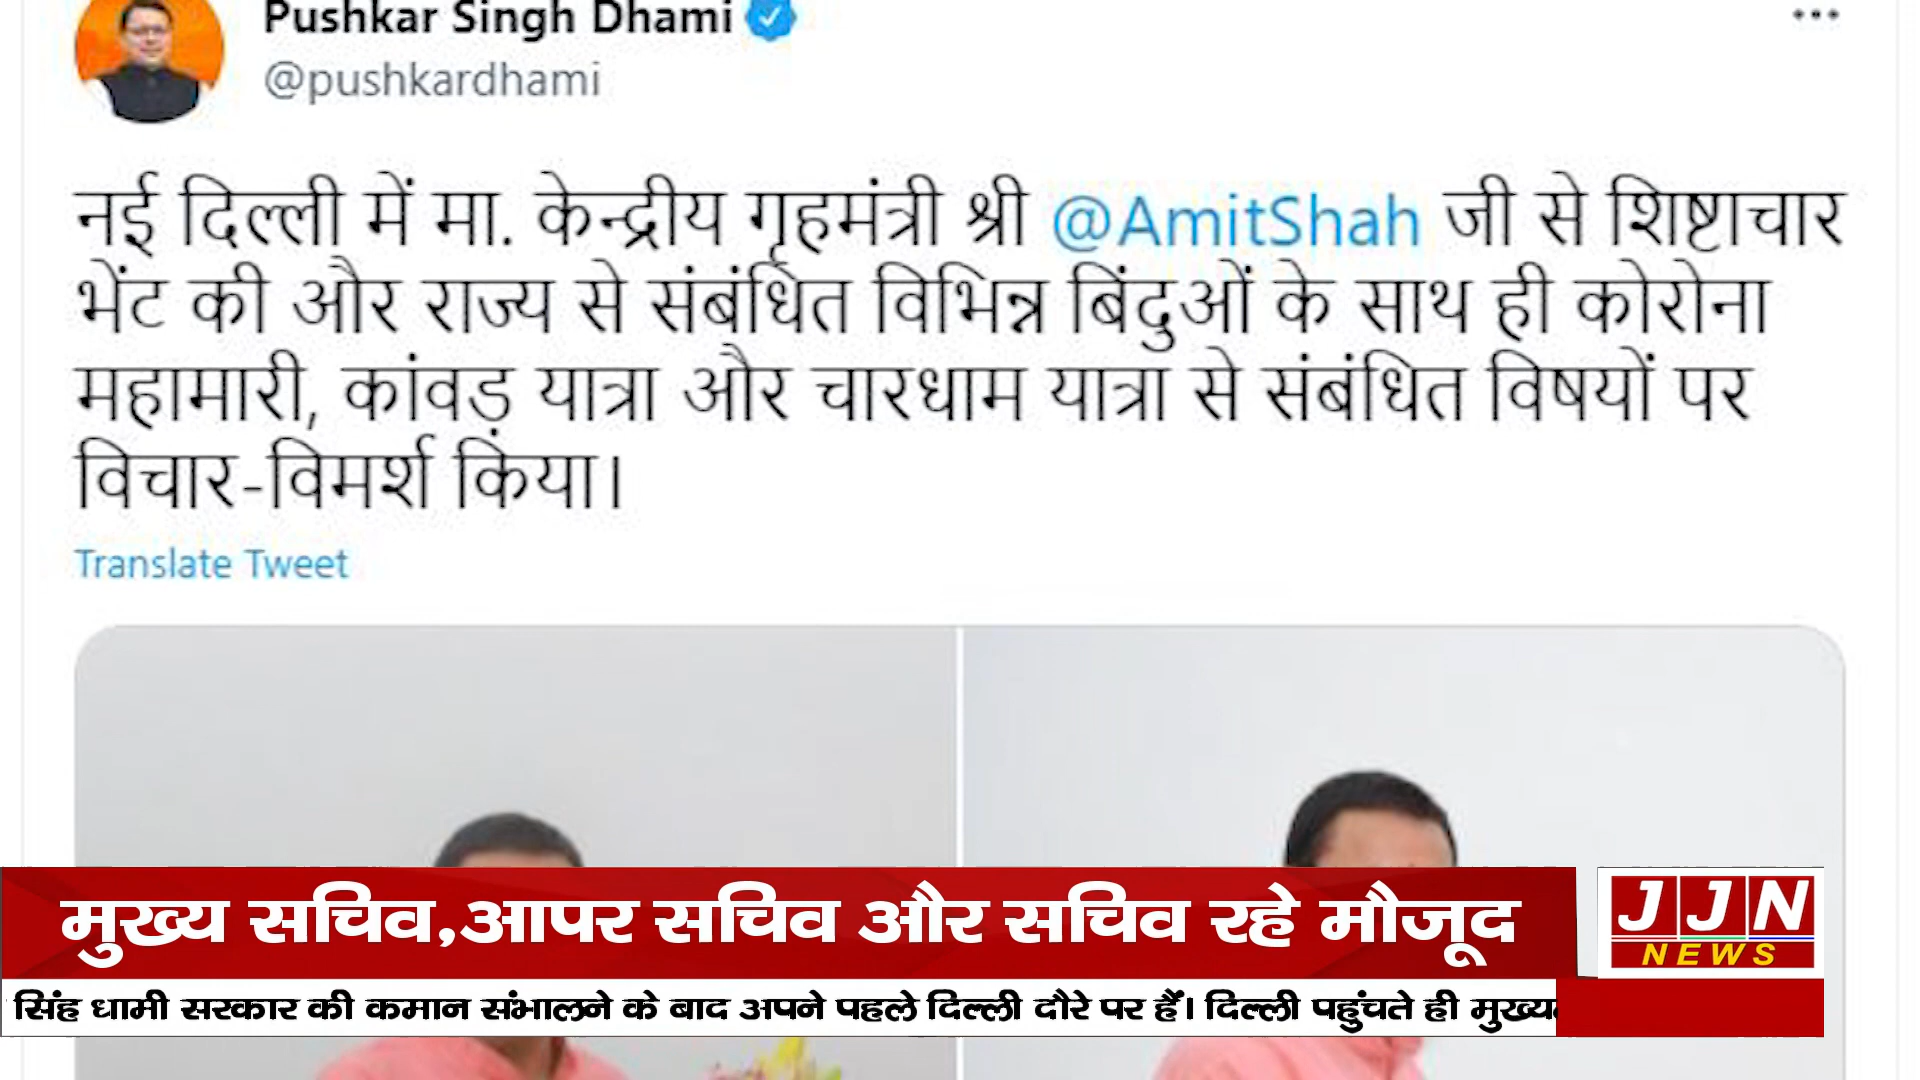 Pushkar Singh Dhami
@pushkardhami
नई दिल्ली में मा. केन्द्रीय गृहमंत्री श्री @AmitShah जी से शिष्टाचार
भेंट की और राज्य से संबंधित विभिन्न बिंदुओं के साथ ही कोरोना
महामारी, कांवड़ यात्रा और चारधाम यात्रा से संबंधित विषयों पर
विचार-विमर्श किया।
Translate Tweet
मुख्य सचिव,आपर सचिव और सचिव रहे मौजूद
JJN
NEWS
सिंह धामी सरकार की कमान संभालने के बाद अपने पहले दिल्ली दौरे पर हैं। दिल्ली पहुंचते ही